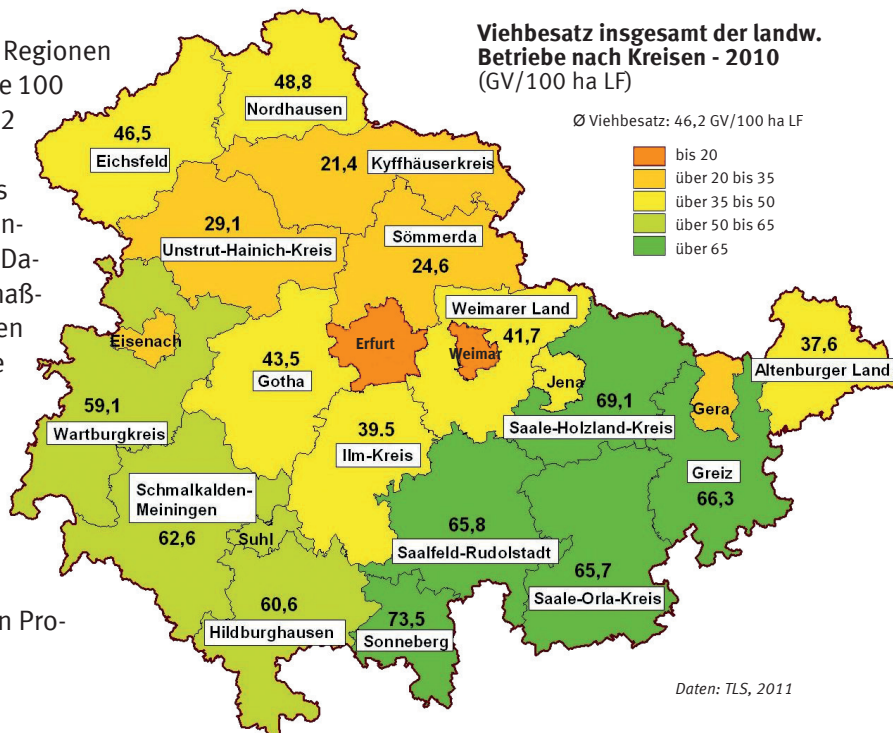 Regionen
e 100
2
s
n-
Da-
naß-
en
e
n Pro-
Viehbesatz insgesamt der landw.
Betriebe nach Kreisen - 2010
(GV/100 ha LF)
Ø Viehbesatz: 46,2 GV/100 ha LF
bis 20
über 20 bis 35
über 35 bis 50
über 50 bis 65
über 65
48,8
Nordhausen
46,5
Eichsfeld
21,4
Kyffhäuserkreis
29,1
Unstrut-Hainich-Kreis
Sömmerda
24,6
Weimarer Land
41,7
Eisenach
Erfurt
Weimar
43,5
Gotha
Jena
37,6
Altenburger Land
59,1
Wartburgkreis
39.5
Ilm-Kreis
69,1
Saale-Holzland-Kreis
Gera
Greiz
66,3
Schmalkalden-
Meiningen
62,6
Suhl
65,8
Saalfeld-Rudolstadt
65,7
Saale-Orla-Kreis
60,6
Hildburghausen
73,5
Sonneberg
Daten: TLS, 2011